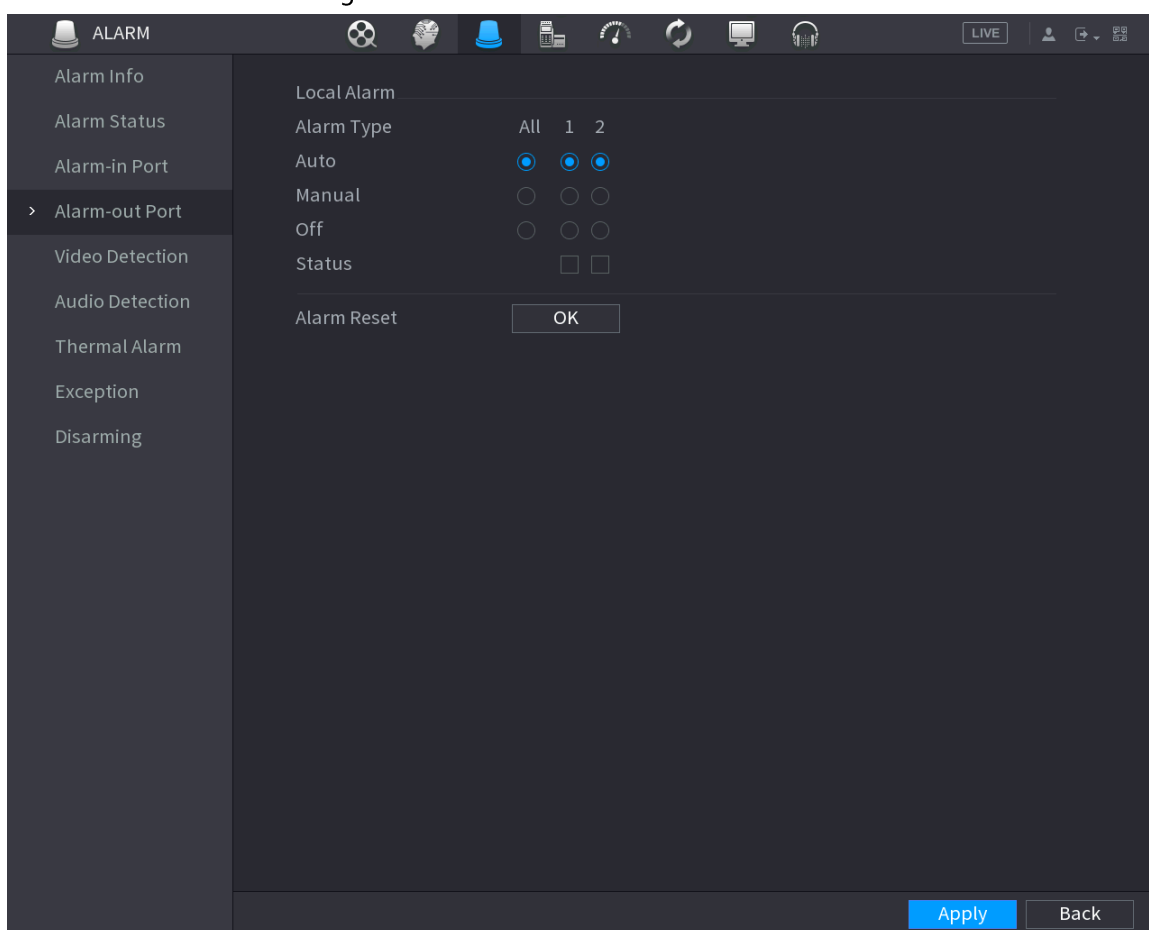 ALARM
LIVE
Alarm Info
Alarm Status
Alarm-in Port
Alarm-out Port
Video Detection
Audio Detection
Thermal Alarm
Exception
Disarming
Local Alarm
Alarm Type All 1 2
Auto
Manual
Off
Status
Alarm Reset OK
Apply Back